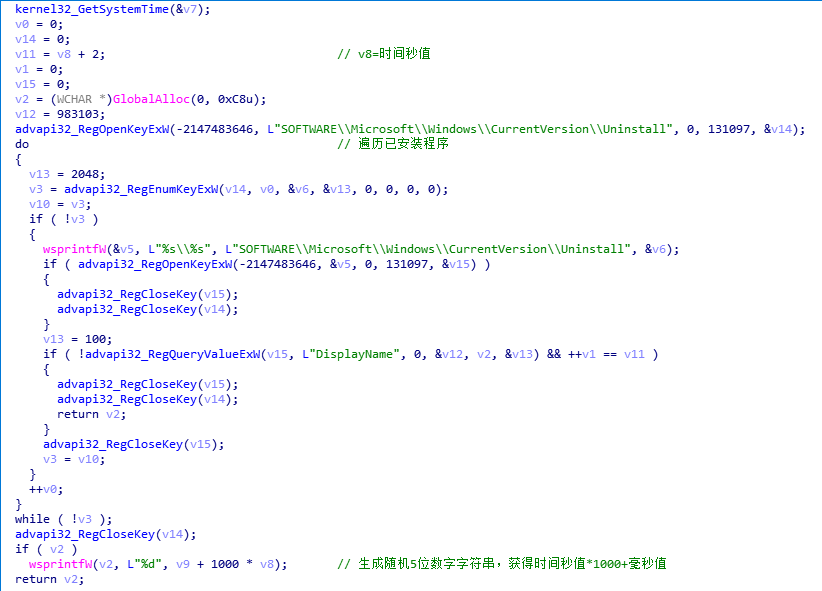 kernel32_GetSystemTime(&v7);
v0 = 0;
v14 = 0;
v11 = v8 + 2; // v8=时间秒值
v1 = 0;
v15 = 0;
v2 = (WCHAR *)GlobalAlloc(0, 0xC8u);
v12 = 983103;
advapi32_RegOpenKeyExW(-2147483646, L"SOFTWARE\\Microsoft\\Windows\\CurrentVersion\\Uninstall", 0, 131097, &v14);
do // 遍历已安装程序
{
v13 = 2048;
v3 = advapi32_RegEnumKeyExW(v14, v0, &v6, &v13, 0, 0, 0, 0);
v10 = v3;
if ( !v3 )
{
wsprintfW(&v5, L"%s\\%s", L"SOFTWARE\\Microsoft\\Windows\\CurrentVersion\\Uninstall", &v6);
if ( advapi32_RegOpenKeyExW(-2147483646, &v5, 0, 131097, &v15) )
{
advapi32_RegCloseKey(v15);
advapi32_RegCloseKey(v14);
}
v13 = 100;
if ( !advapi32_RegQueryValueExW(v15, L"DisplayName", 0, &v12, v2, &v13) && ++v1 == v11 )
{
advapi32_RegCloseKey(v15);
advapi32_RegCloseKey(v14);
return v2;
}
advapi32_RegCloseKey(v15);
v3 = v10;
}
++v0;
}
while ( !v3 );
advapi32_RegCloseKey(v14);
if ( v2 )
wsprintfW(v2, L"%d", v9 + 1000 * v8); // 生成随机5位数字字符串，获得时间秒值*1000+毫秒值
return v2;